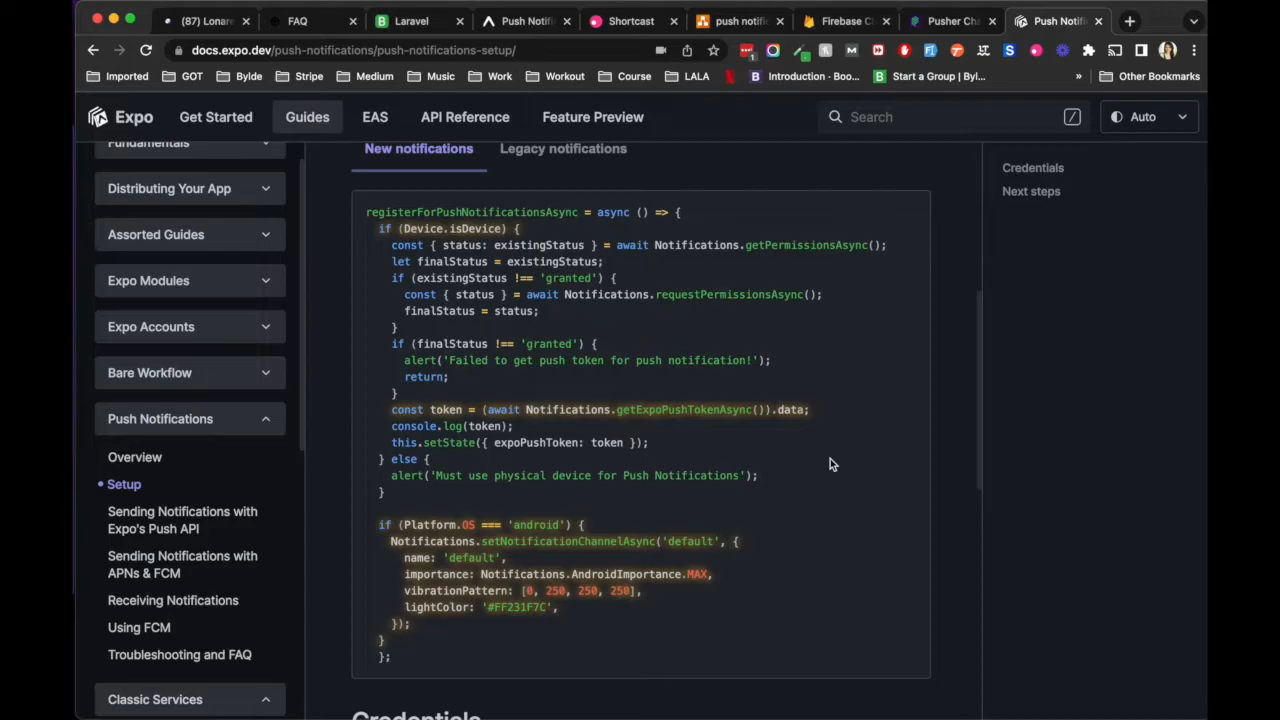 (87) Lonare
FAQ
Laravel
Push Notifi
Shortcast
push notific
Firebase Cl
Pusher Cha
Push Notifi
docs.expo.dev/push-notifications/push-notifications-setup/
Imported
GOT
Bylde
Stripe
Medium
Music
Work
Workout
Course
LALA
Introduction · Boo...
Start a Group | Byl...
»
Other Bookmarks
Expo
Get Started
Guides
EAS
API Reference
Feature Preview
Search
/
Auto
Fundamentals
Distributing Your App
Assorted Guides
Expo Modules
Expo Accounts
Bare Workflow
Push Notifications
Overview
• Setup
Sending Notifications with
Expo's Push API
Sending Notifications with
APNs & FCM
Receiving Notifications
Using FCM
Troubleshooting and FAQ
Classic Services
New notifications
Legacy notifications
registerForPushNotificationsAsync = async () => {
if (Device.isDevice) {
const { status: existingStatus } = await Notifications.getPermissionsAsync();
let finalStatus = existingStatus;
if (existingStatus !== 'granted') {
const { status } = await Notifications.requestPermissionsAsync();
finalStatus = status;
}
if (finalStatus !== 'granted') {
alert('Failed to get push token for push notification!');
return;
}
const token = (await Notifications.getExpoPushTokenAsync()).data;
console.log(token);
this.setState({ expoPushToken: token });
} else {
alert('Must use physical device for Push Notifications');
}
if (Platform.OS === 'android') {
Notifications.setNotificationChannelAsync('default', {
name: 'default',
importance: Notifications.AndroidImportance.MAX,
vibrationPattern: [0, 250, 250, 250],
lightColor: '#FF231F7C',
});
}
};
Credentials
Credentials
Next steps